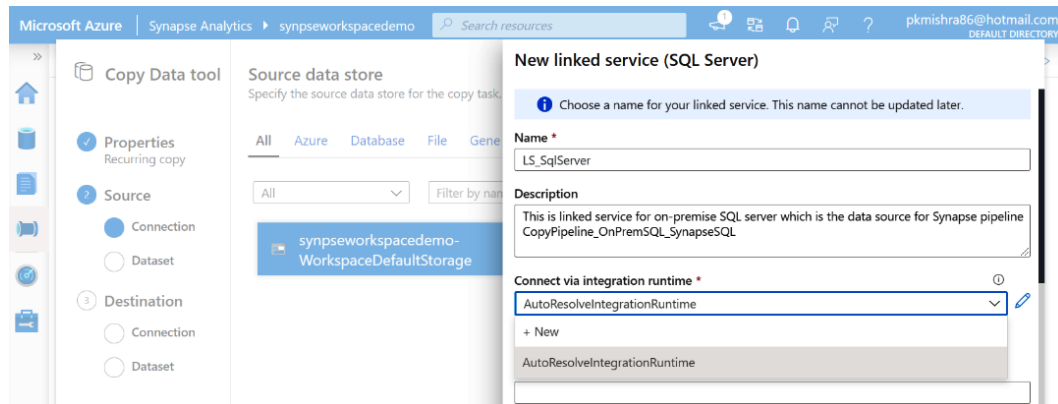 Microsoft Azure
Synapse Analytics
synpseworkspacedemo
Search resources
1
?
pkmishra86@hotmail.com
DEFAULT DIRECTORY
»
Copy Data tool
Properties
Recurring copy
2 Source
Connection
Dataset
3 Destination
Connection
Dataset
Source data store
Specify the source data store for the copy task.
All Azure Database File Gene
All
Filter by nam
synpseworkspacedemo-
WorkspaceDefaultStorage
New linked service (SQL Server)
Choose a name for your linked service. This name cannot be updated later.
Name *
LS_SqlServer
Description
This is linked service for on-premise SQL server which is the data source for Synapse pipeline
CopyPipeline_OnPremSQL_SynapseSQL
Connect via integration runtime *
AutoResolveIntegrationRuntime
+ New
AutoResolveIntegrationRuntime